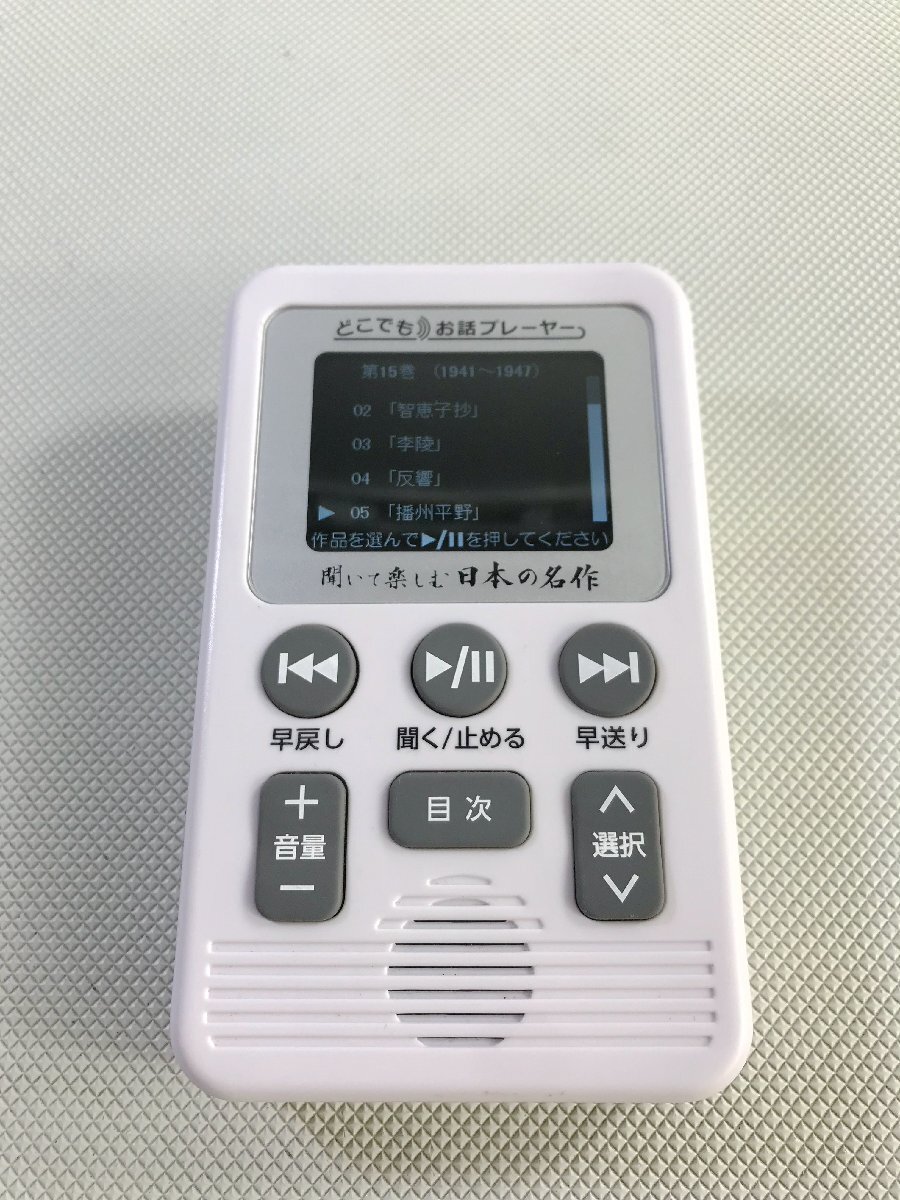 どこでもお話プレーヤー
第15巻 (1941～1947)
02 「智恵子抄」
03 「李陵」
04 「反響」
▶ 05 「播州平野」
作品を選んで▶/IIを押してください
聞いて楽しむ 日本の名作
早戻し 聞く/止める 早送り
＋ 目次
音量 選択
－